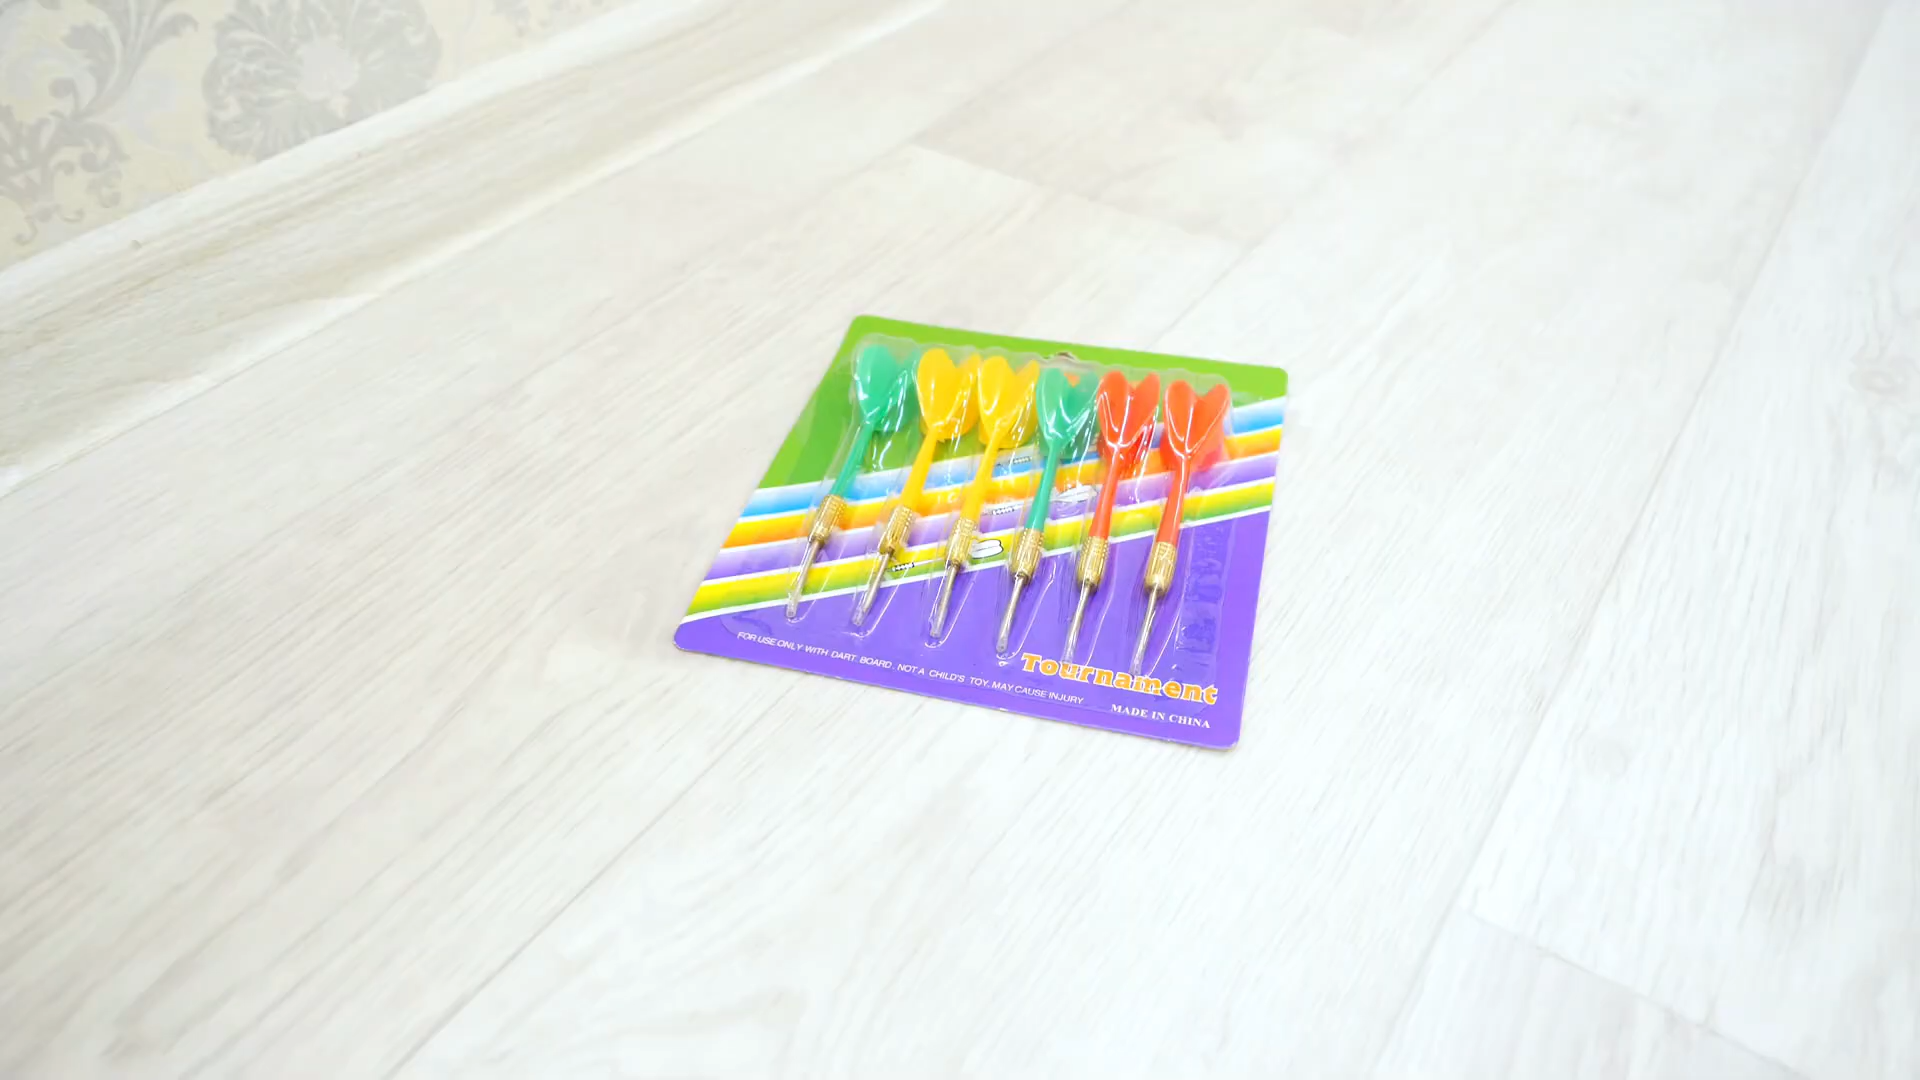 FOR USE ONLY WITH DART. BOARD. NOT A CHILD'S TOY. MAY CAUSE INJURY
Tournament
MADE IN CHINA